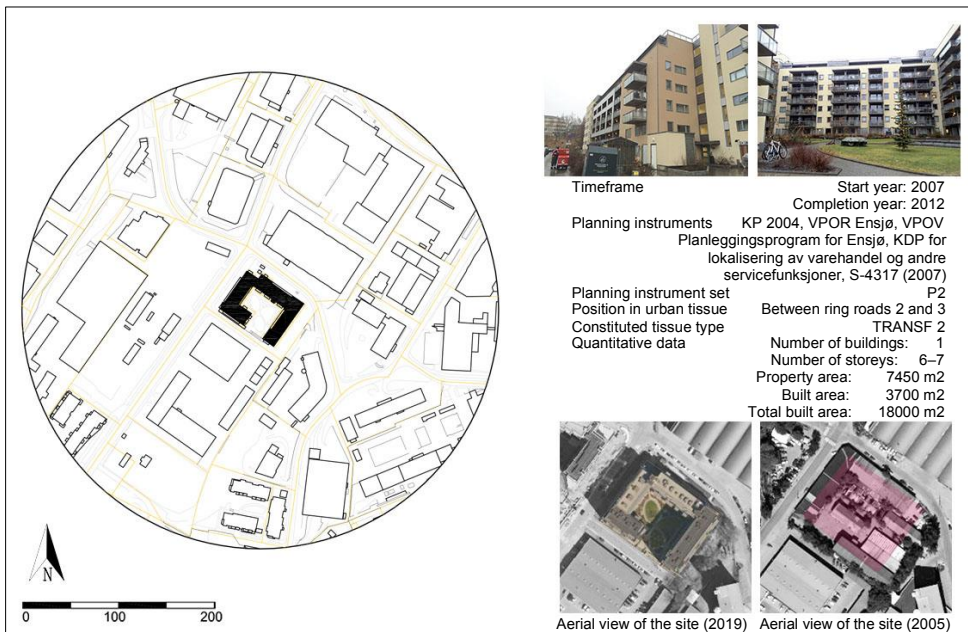 Timeframe Start year: 2007
Completion year: 2012
Planning instruments KP 2004, VPOR Ensjø, VPOV
Planleggingsprogram for Ensjø, KDP for
lokalisering av varehandel og andre
servicefunksjoner, S-4317 (2007)
Planning instrument set P2
Position in urban tissue Between ring roads 2 and 3
Constituted tissue type TRANSF 2
Quantitative data Number of buildings: 1
Number of storeys: 6–7
Property area: 7450 m2
Built area: 3700 m2
Total built area: 18000 m2
N
0 100 200
Aerial view of the site (2019) Aerial view of the site (2005)